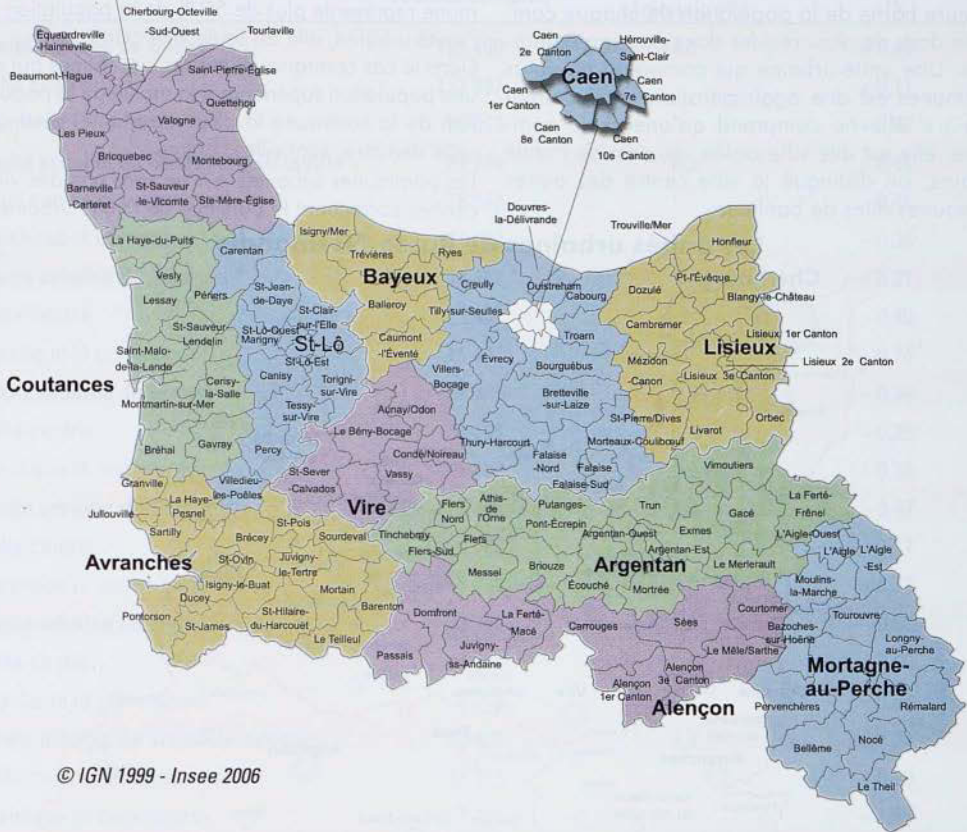 Cherbourg-Octeville
Équeurdreville
-Hainneville
-Sud-Ouest
Tourlaville
Beaumont-Hague
Saint-Pierre-Église
Quettehou
Valogne
Les Pieux
Bricquebec
Montebourg
Barneville
-Carteret
St-Sauveur
-le-Vicomte
Ste-Mère-Église
Caen
2e Canton
Hérouville-
Saint-Clair
Caen
Caen
1er Canton
Caen
7e Canton
Caen
8e Canton
Caen
10e Canton
Douvres-
la-Délivrande
La Haye-du-Puits
Carentan
Isigny/Mer
Trévières
Ryes
Bayeux
Creully
Ouistreham
Cabourg
Trouville/Mer
Honfleur
Dozulé
Pt-l'Évêque
Blangy-le-Château
Vesly
Lessay
Périers
St-Jean-
de-Daye
St-Clair-
sur-l'Elle
Balleroy
Tilly-sur-Seulles
Troarn
Cambremer
Lisieux 1er Canton
Lisieux
Lisieux 2e Canton
Lisieux 3e Canton
St-Sauveur-
Lendelin
St-Lô-Ouest
Marigny
St-Lô
St-Lô-Est
Caumont
-l'Éventé
Évrecy
Bourguébus
Mézidon
-Canon
Saint-Malo-
de-la-Lande
Coutances
Cerisy-
la-Salle
Canisy
Torigni-
sur-Vire
Villers-
Bocage
Bretteville
-sur-Laize
Montmartin-sur-Mer
Tessy-
sur-Vire
Aunay/Odon
St-Pierre/Dives
Livarot
Orbec
Bréhal
Gavray
Percy
Le Bény-Bocage
Thury-Harcourt
Morteaux-Coulibœuf
Condé/Noireau
Falaise
-Nord
Falaise
Falaise-Sud
St-Sever
-Calvados
Vassy
Vire
Vimoutiers
Granville
Villedieu-
les-Poêles
Jullouville
La Haye-
Pesnel
Sartilly
Flers
Nord
Athis-
de
l'Orne
Putanges-
Pont-Écrepin
Trun
Gacé
La Ferté-
Frênel
St-Pois
Brécey
Sourdeval
Tinchebray
Flers
Flers-Sud
Argentan-Ouest
Exmes
L'Aigle-Ouest
Avranches
St-Ovin
Juvigny-
le-Tertre
Argentan-Est
Le Merlerault
L'Aigle
L'Aigle
Est
Isigny-le-Buat
Mortain
Messei
Briouze
Argentan
Moulins-
la-Marche
Ducey
Écouché
Mortrée
Pontorson
St-James
St-Hilaire-
du-Harcouët
Barenton
Domfront
La Ferté-
Macé
Carrouges
Sées
Courtomer
Bazoches-
sur-Hoëne
Tourouvre
Le Teilleul
Passais
Juvigny-
ss-Andaine
Le Mêle/Sarthe
Longny-
au-Perche
Alençon
1er Canton
Alençon
3e Canton
Alençon
Mortagne-
au-Perche
Pervenchères
Rémalard
Bellême
Nocé
Le Theil
© IGN 1999 - Insee 2006